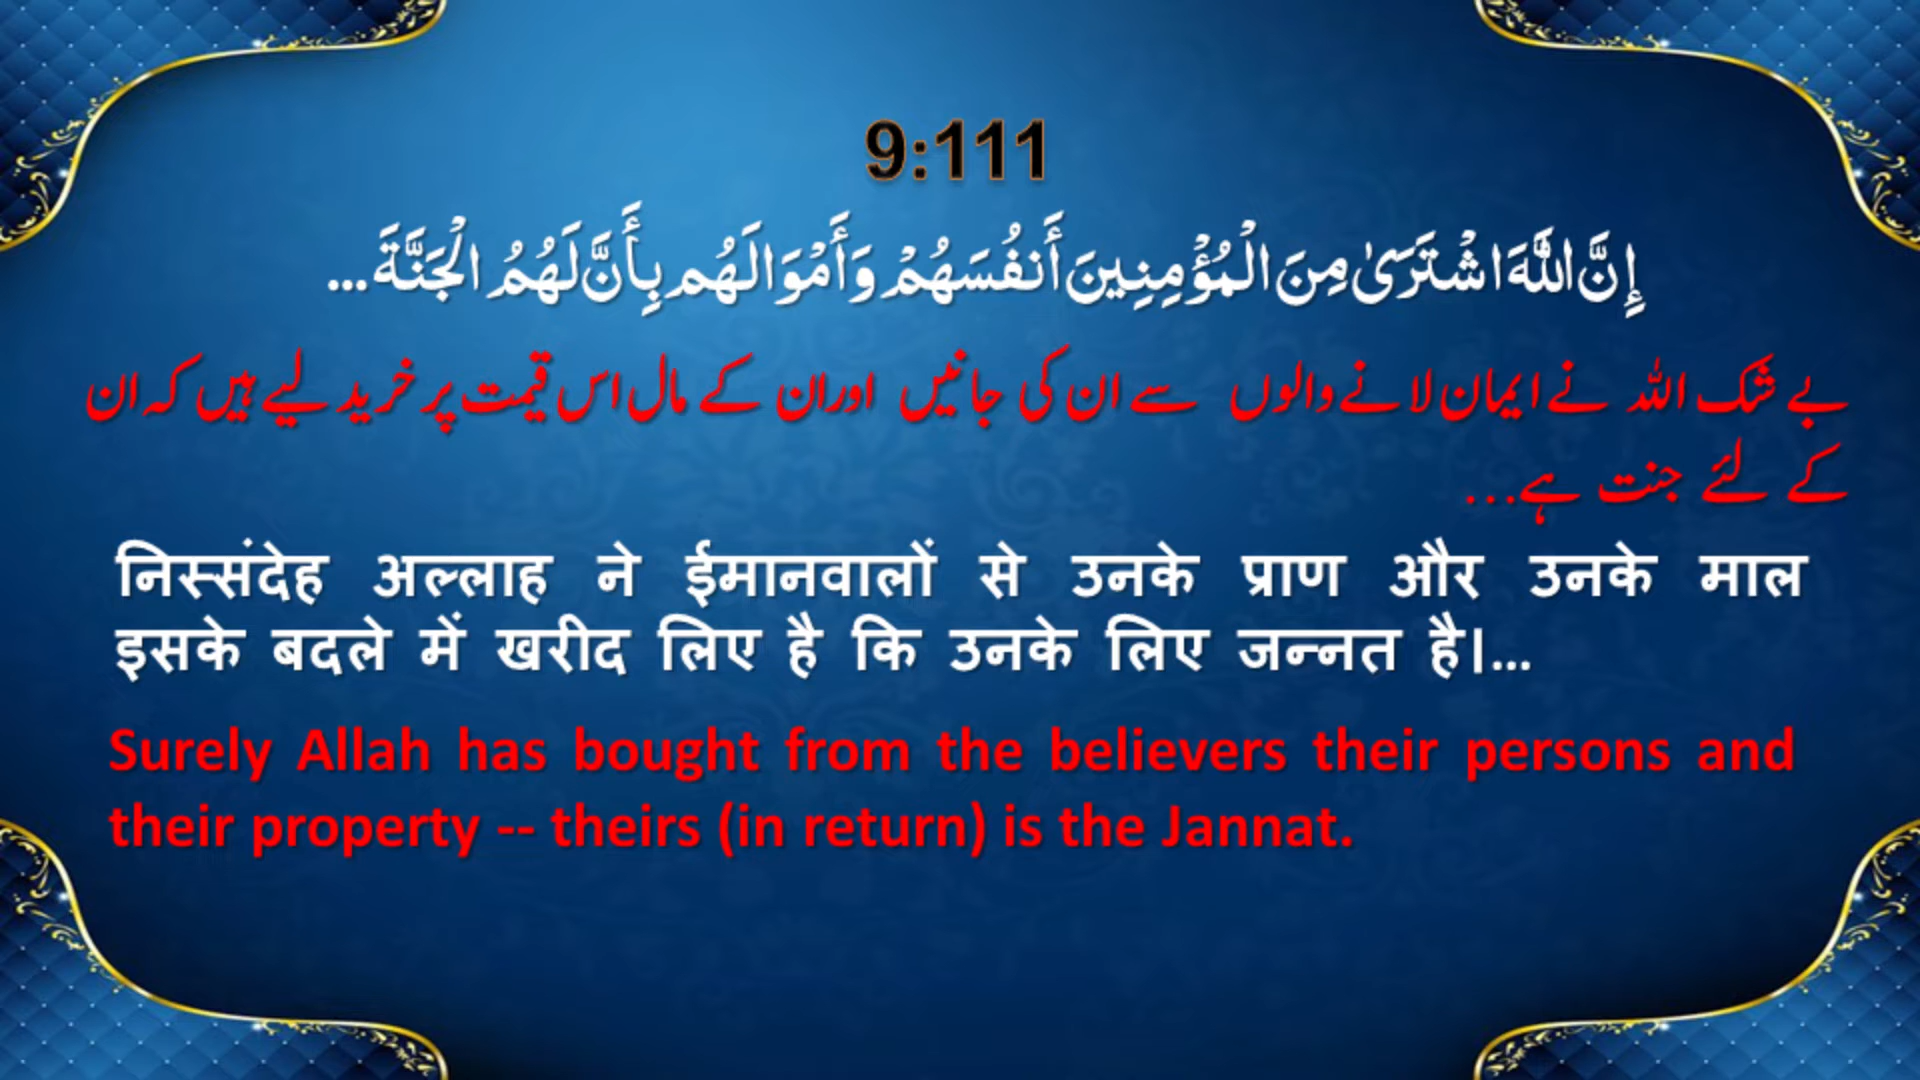 9:111
إِنَّ اللَّهَ اشْتَرَىٰ مِنَ الْمُؤْمِنِينَ أَنفُسَهُمْ وَأَمْوَالَهُم بِأَنَّ لَهُمُ الْجَنَّةَ...
بے شک اللہ نے ایمان لانے والوں سے ان کی جانیں اوران کے مال اس قیمت پر خرید لیے ہیں کہ ان
کے لئے جنت ہے...
निस्संदेह अल्लाह ने ईमानवालों से उनके प्राण और उनके माल
इसके बदले में खरीद लिए है कि उनके लिए जन्नत है।...
Surely Allah has bought from the believers their persons and
their property -- theirs (in return) is the Jannat.